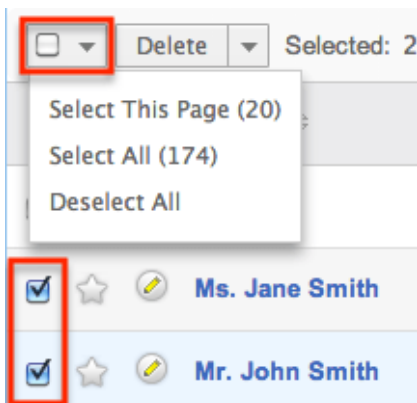 Delete Selected: 2
Select This Page (20)
Select All (174)
Deselect All
Ms. Jane Smith
Mr. John Smith